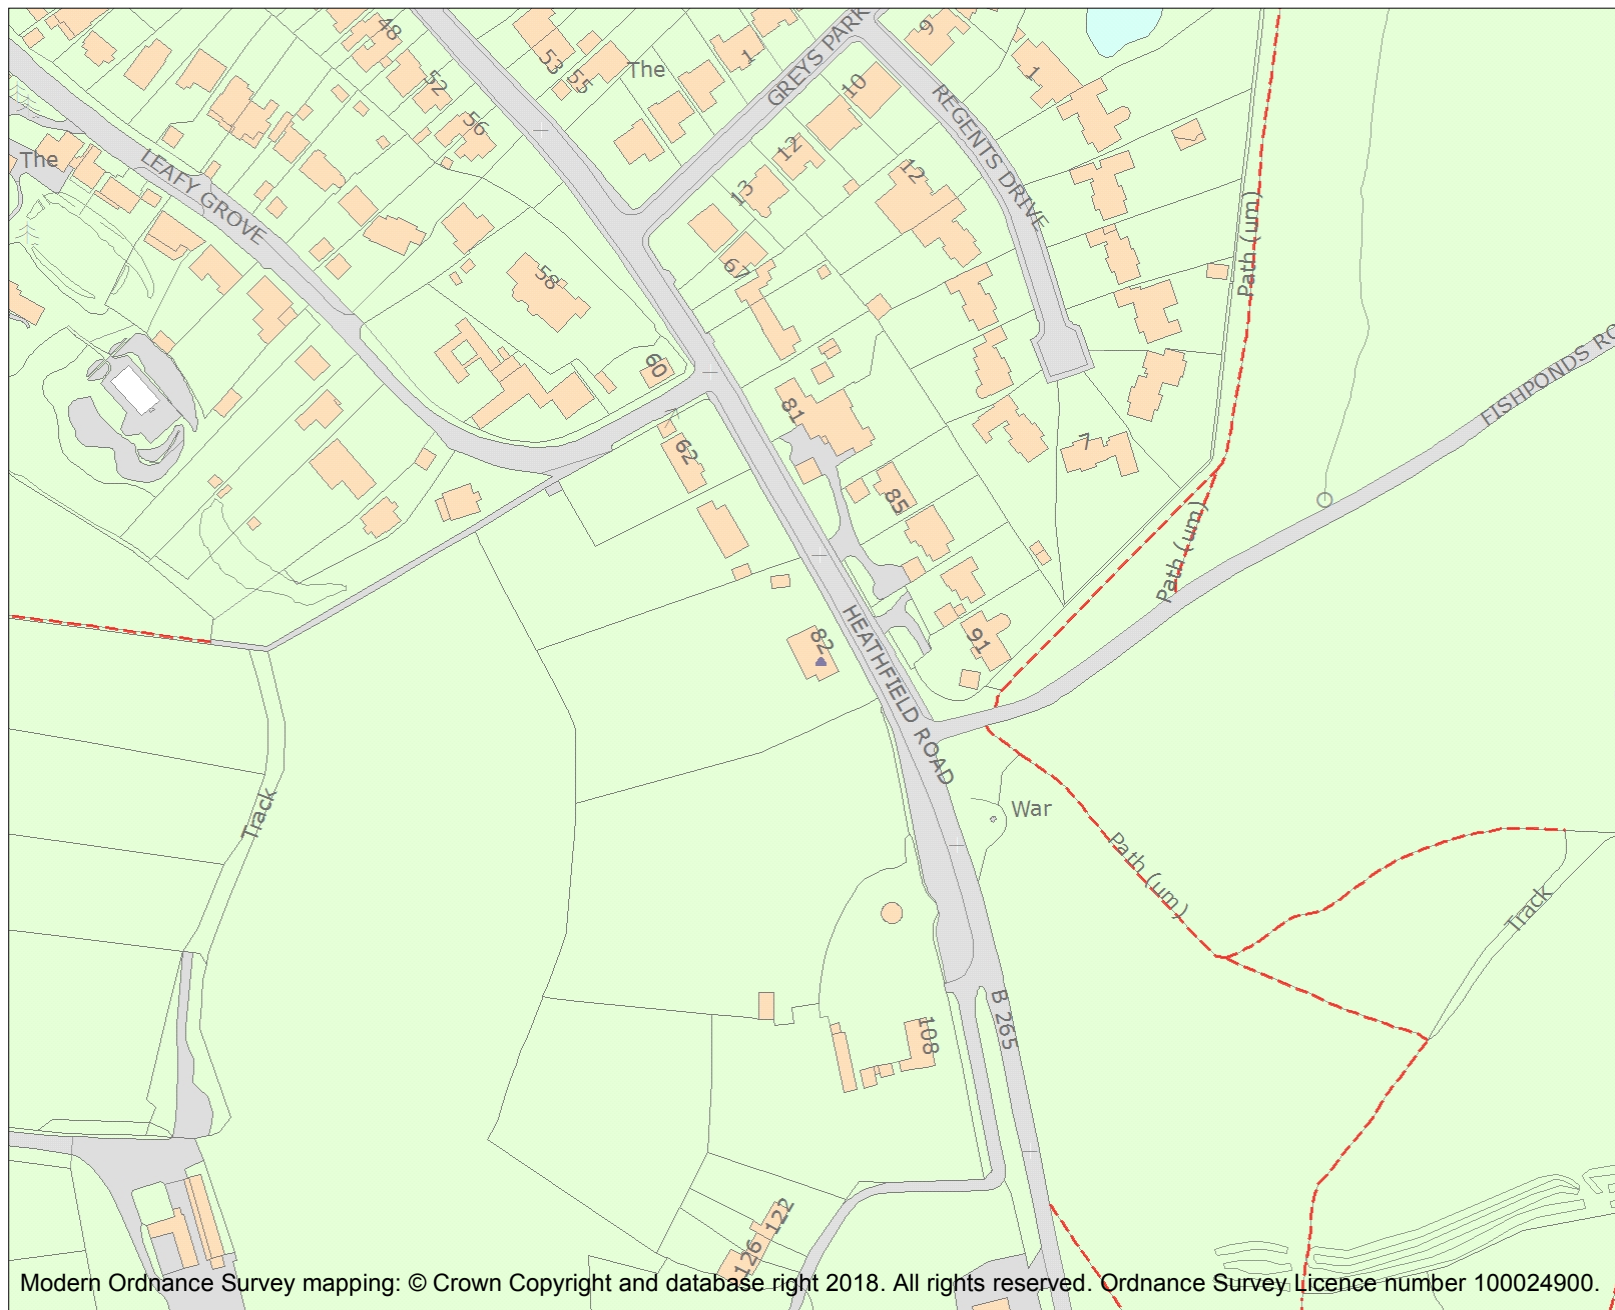 48
53
55
The
1
GREYS PARK
9
1
52
10
56
REGENTS DRIVE
The
LEAFY GROVE
12
12
13
Path (um)
67
58
FISHPONDS RO
60
81
7
62
85
Path (um)
HEATHFIELD ROAD
82
91
Track
War
Path (um)
Track
B 265
108
122
126
Modern Ordnance Survey mapping: © Crown Copyright and database right 2018. All rights reserved. Ordnance Survey Licence number 100024900.